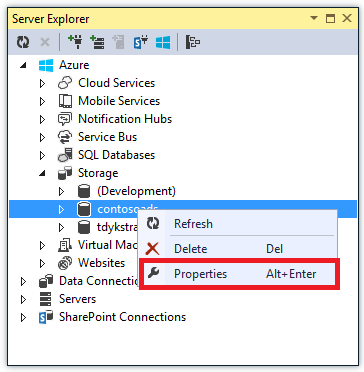 Server Explorer
Azure
Cloud Services
Mobile Services
Notification Hubs
Service Bus
SQL Databases
Storage
(Development)
contosoads
Refresh
tdykstra
Delete Del
Virtual Mac
Properties Alt+Enter
Websites
Data Connectio
Servers
SharePoint Connections